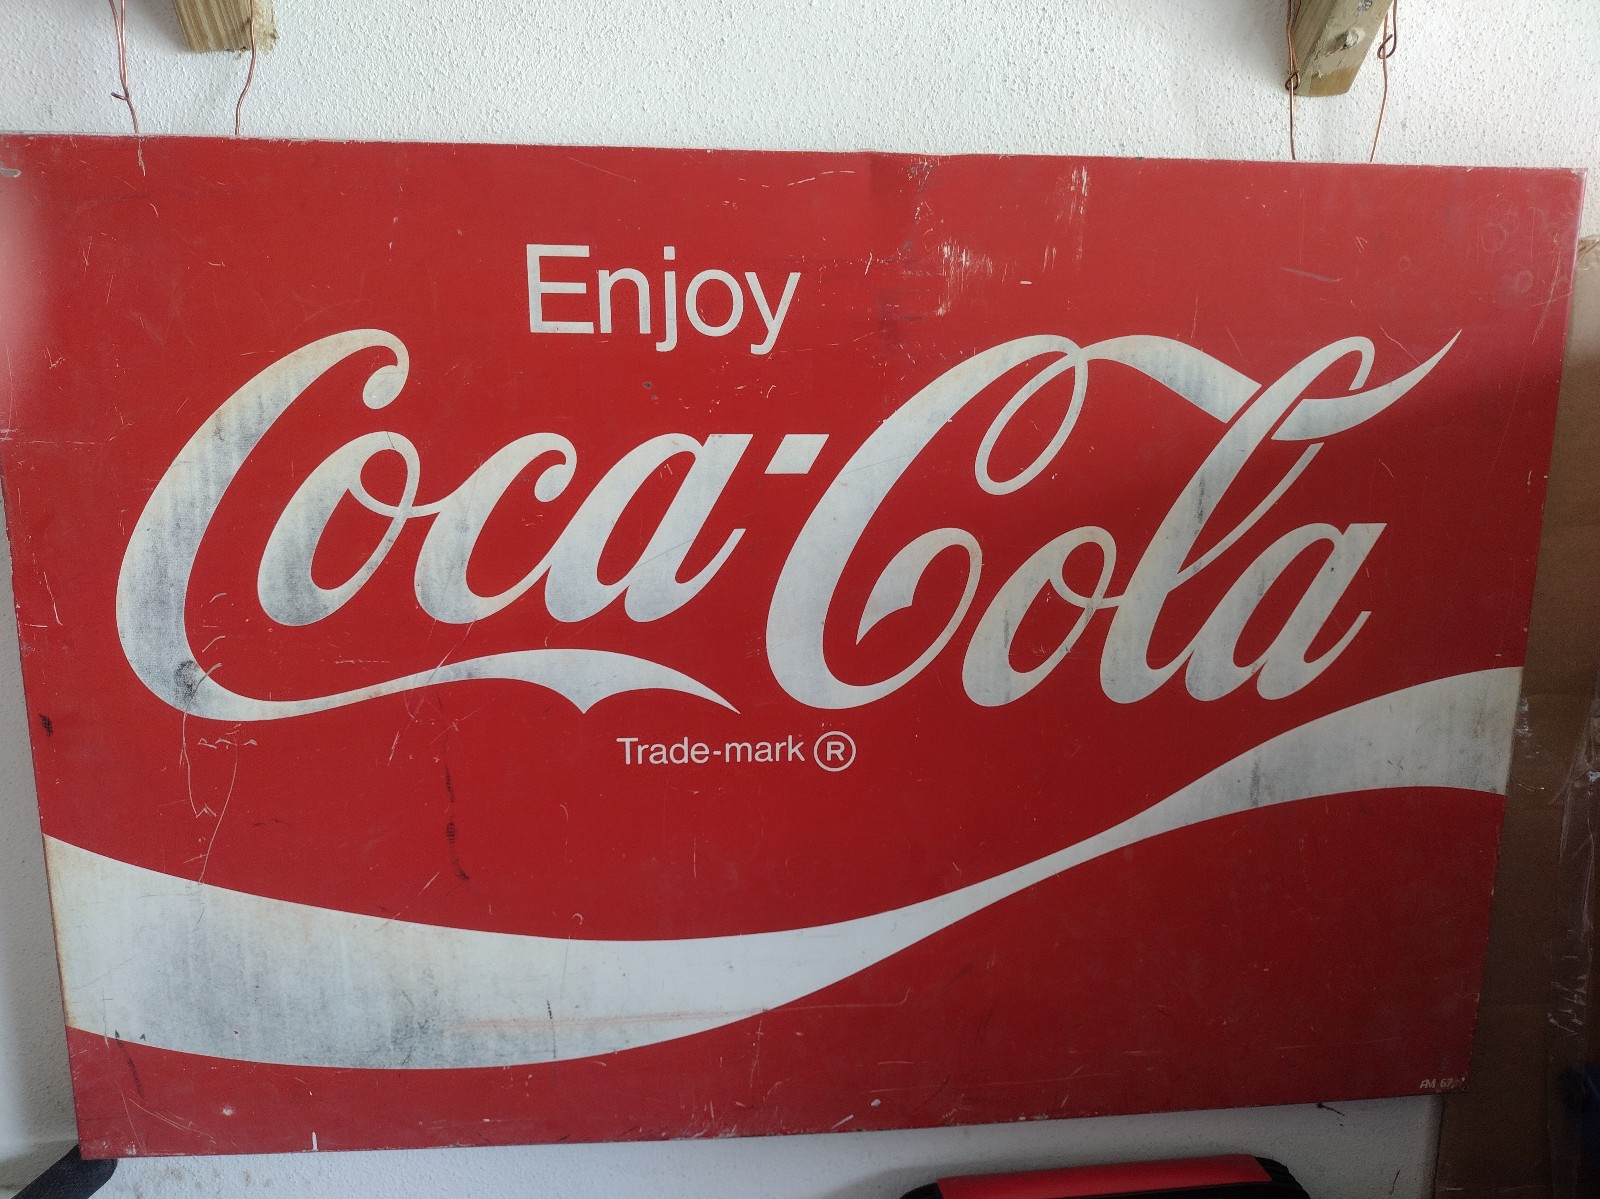 Enjoy
Coca-Cola
Trade-mark ®